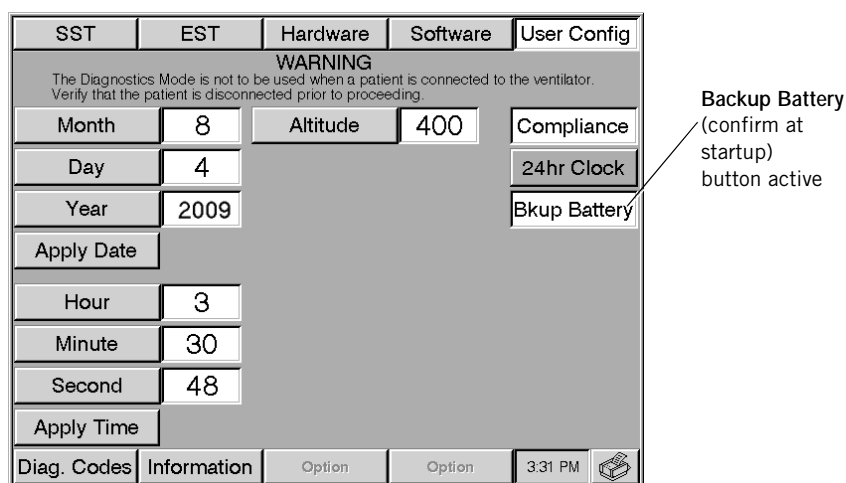 SST EST Hardware Software User Config
WARNING
The Diagnostics Mode is not to be used when a patient is connected to the ventilator.
Verify that the patient is disconnected prior to proceeding.
Month 8 Altitude 400 Compliance
Day 4 24hr Clock
Year 2009 Bkup Battery
Apply Date
Hour 3
Minute 30
Second 48
Apply Time
Diag. Codes Information Option Option 3:31 PM
Backup Battery
(confirm at
startup)
button active